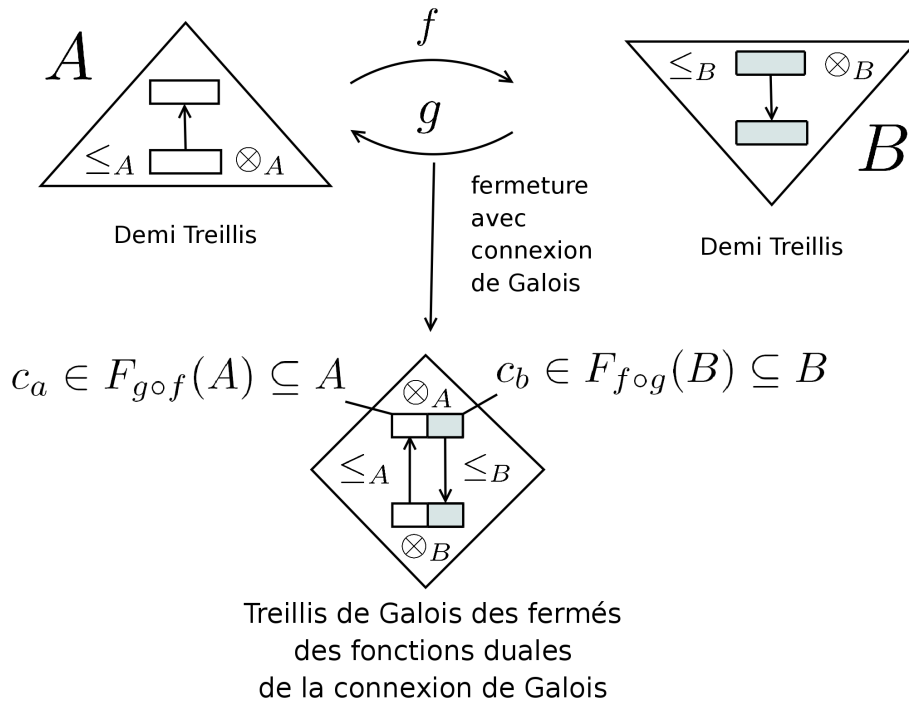 f
A
≤_B ⊗_B
g
≤_A ⊗_A
B
fermeture
avec
connexion
de Galois
Demi Treillis
Demi Treillis
c_a ∈ F_{g∘f}(A) ⊆ A
c_b ∈ F_{f∘g}(B) ⊆ B
⊗_A
≤_A ≤_B
⊗_B
Treillis de Galois des fermés
des fonctions duales
de la connexion de Galois